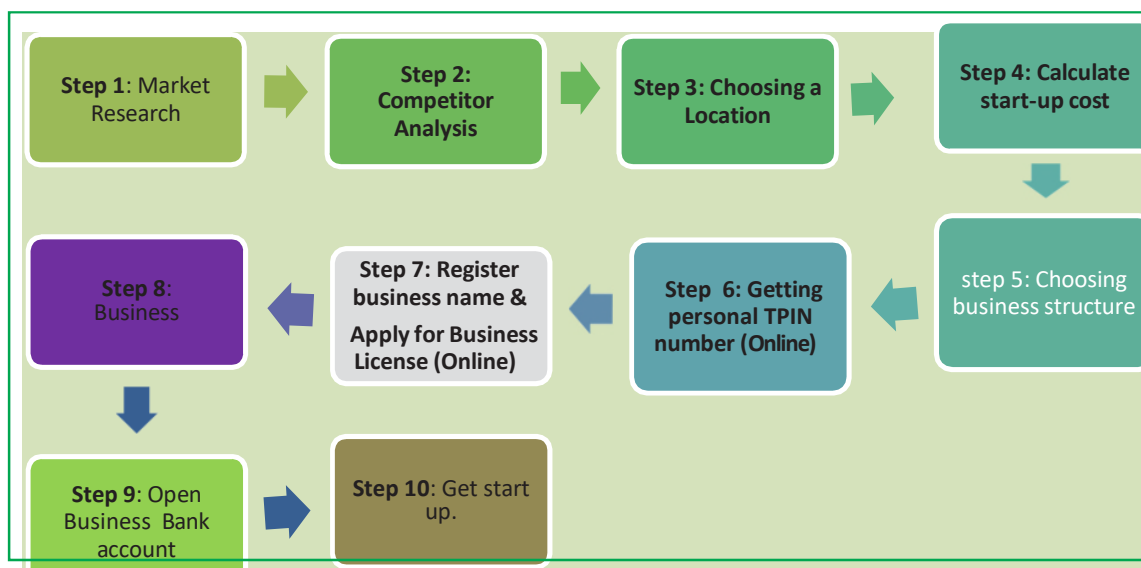 Step 1: Market
Research
Step 2:
Competitor
Analysis
Step 3: Choosing a
Location
Step 4: Calculate
start-up cost
step 5: Choosing
business structure
Step 6: Getting
personal TPIN
number (Online)
Step 7: Register
business name &
Apply for Business
License (Online)
Step 8:
Business
Step 9: Open
Business Bank
account
Step 10: Get start
up.